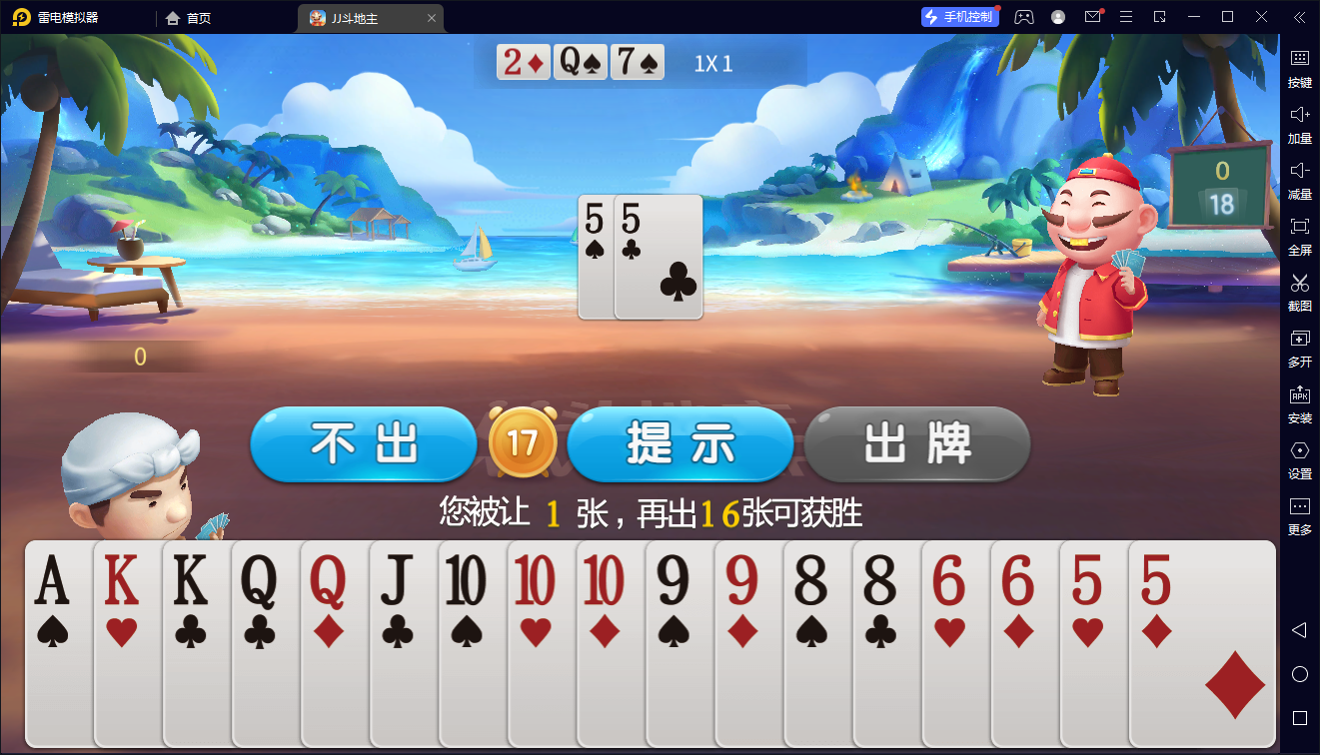 雷电模拟器
首页
JJ斗地主
手机控制
2♦ Q♠ 7♠ 1X1
按键
加量
减量
全屏
截图
多开
APK
安装
设置
更多
0
18
5♠ 5♣
0
不出
17
提示
出牌
您被让 1 张，再出16张可获胜
A♠ K♥ K♣ Q♣ Q♦ J♣ 10♠ 10♥ 10♦ 9♠ 9♦ 8♠ 8♣ 6♥ 6♦ 5♥ 5♦